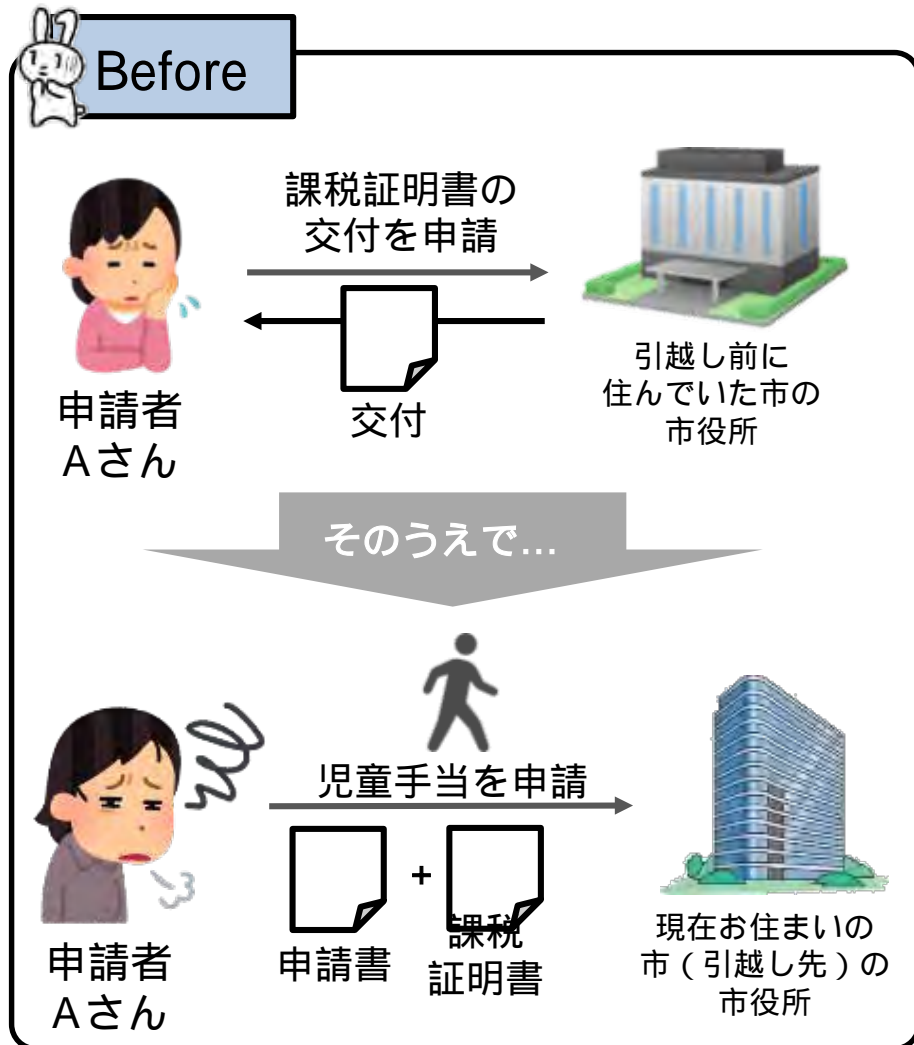 Before
課税証明書の
交付を申請
交付
申請者
Aさん
引越し前に
住んでいた市の
市役所
そのうえで…
児童手当を申請
申請書
+
課税
証明書
申請者
Aさん
現在お住まいの
市(引越し先)の
市役所